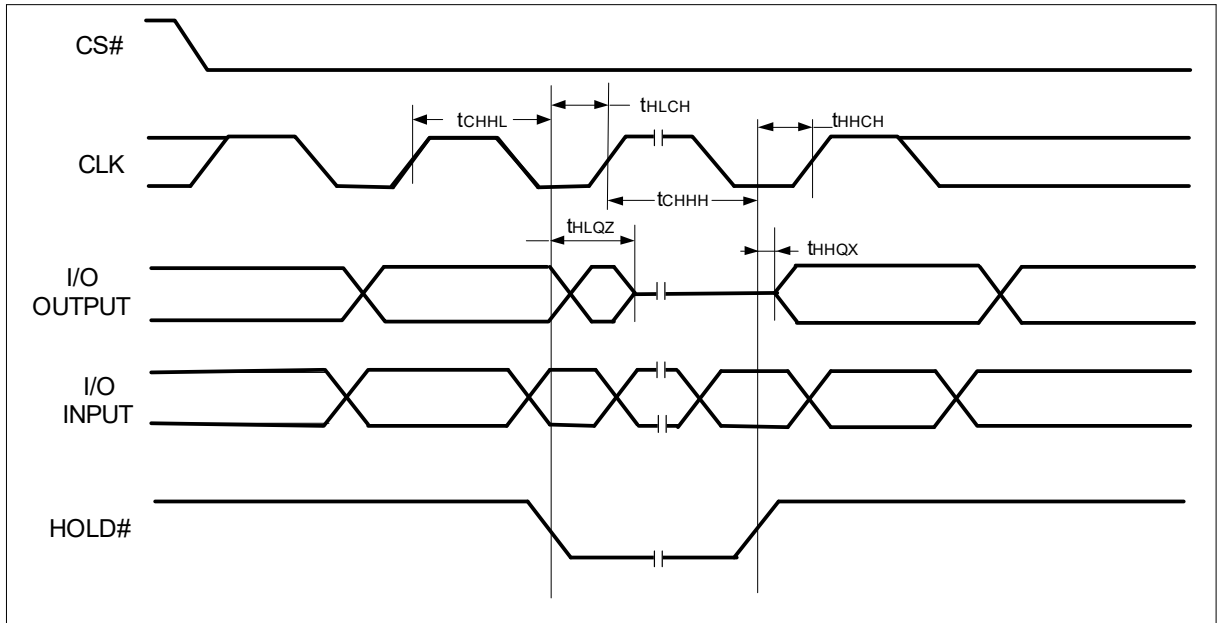 CS#
tHLCH
tCHHL
tHHCH
CLK
tCHHH
tHLQZ
tHHQX
I/O
OUTPUT
I/O
INPUT
HOLD#